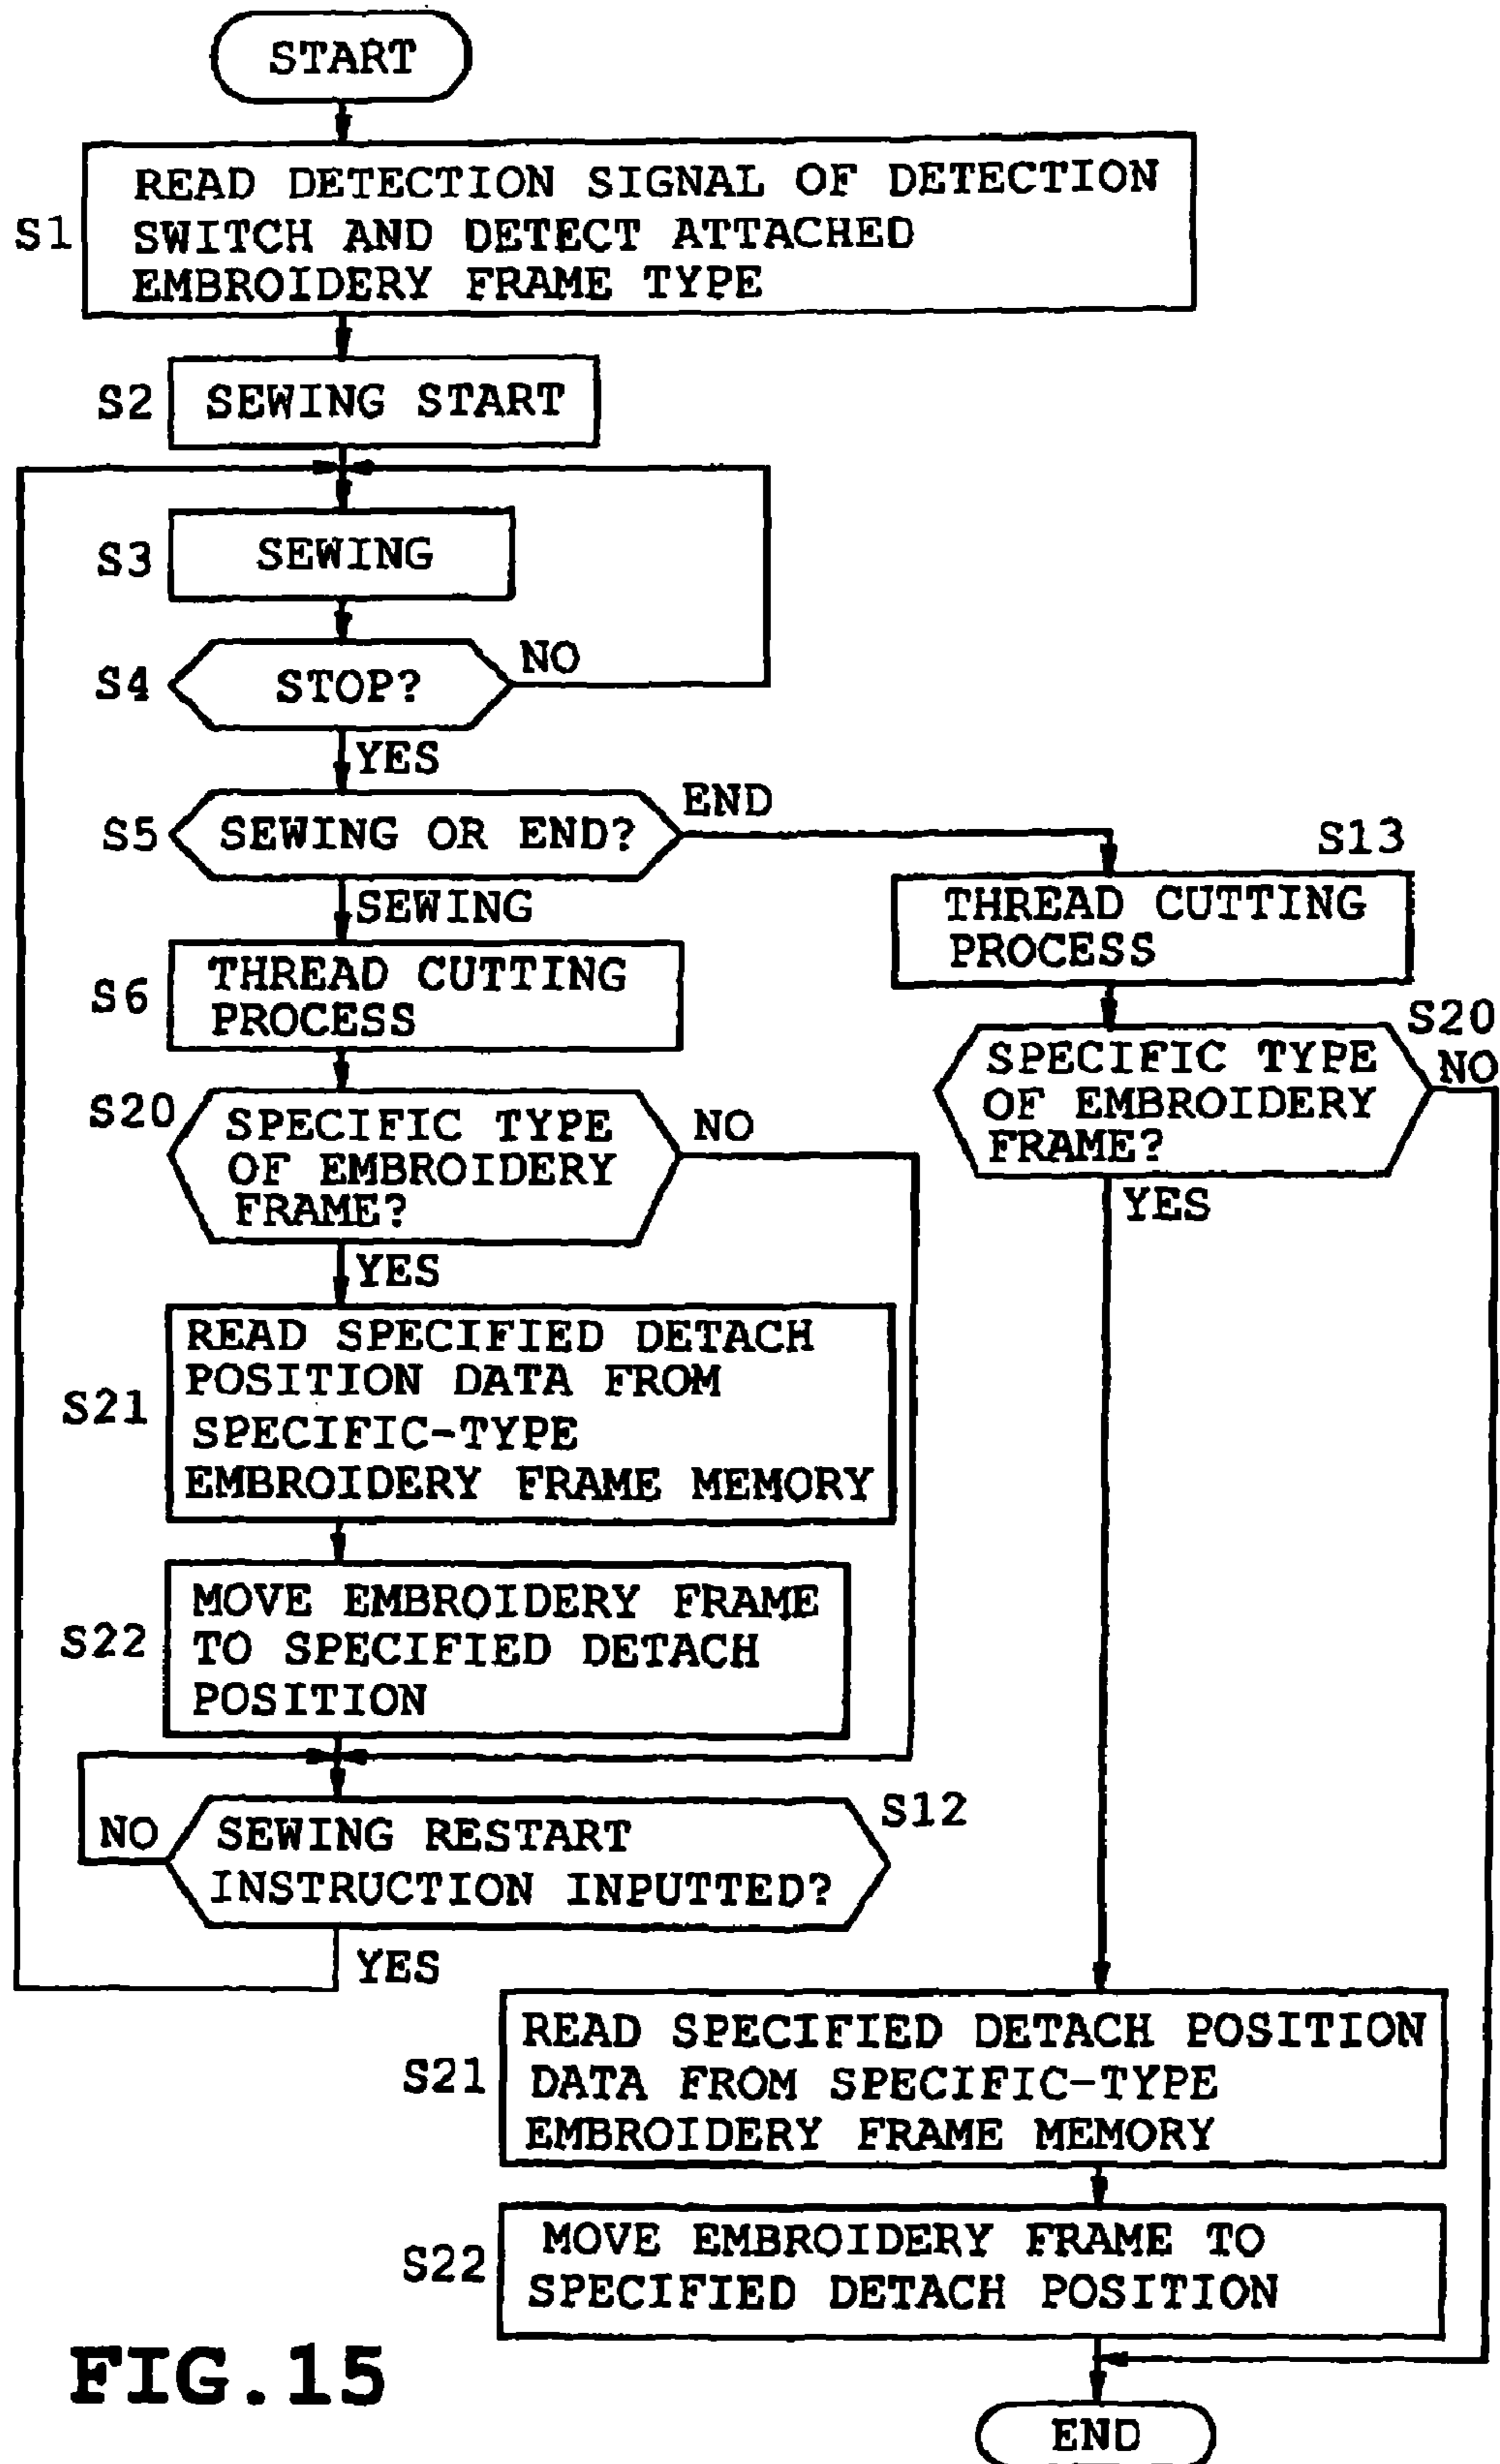 START
S1
READ DETECTION SIGNAL OF DETECTION
SWITCH AND DETECT ATTACHED
EMBROIDERY FRAME TYPE
S2
SEWING START
S3
SEWING
S4
STOP?
NO
YES
S5
SEWING OR END?
END
SEWING
S6
THREAD CUTTING
PROCESS
S20
SPECIFIC TYPE
OF EMBROIDERY
FRAME?
NO
YES
S21
READ SPECIFIED DETACH
POSITION DATA FROM
SPECIFIC-TYPE
EMBROIDERY FRAME MEMORY
S22
MOVE EMBROIDERY FRAME
TO SPECIFIED DETACH
POSITION
S12
SEWING RESTART
INSTRUCTION INPUTTED?
NO
YES
S13
THREAD CUTTING
PROCESS
S20
SPECIFIC TYPE
OF EMBROIDERY
FRAME?
NO
YES
S21
READ SPECIFIED DETACH POSITION
DATA FROM SPECIFIC-TYPE
EMBROIDERY FRAME MEMORY
S22
MOVE EMBROIDERY FRAME TO
SPECIFIED DETACH POSITION
END
FIG.15